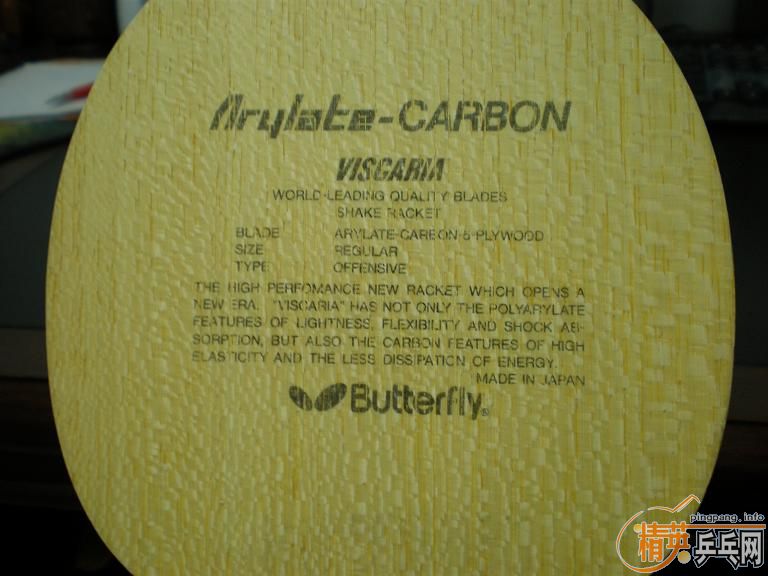 Arylate-CARBON
VISCARIA
WORLD-LEADING QUALITY BLADES
SHAKE RACKET
BLADE ARYLATE-CARBON-5-PLYWOOD
SIZE REGULAR
TYPE OFFENSIVE
THE HIGH PERFOMANCE NEW RACKET WHICH OPENS A
NEW ERA. "VISCARIA" HAS NOT ONLY THE POLYARYLATE
FEATURES OF LIGHTNESS, FLEXIBILITY AND SHOCK AB-
SORPTION, BUT ALSO THE CARBON FEATURES OF HIGH
ELASTICITY AND THE LESS DISSIPATION OF ENERGY.
MADE IN JAPAN
Butterfly®
pingpang.info
精英乒乓网